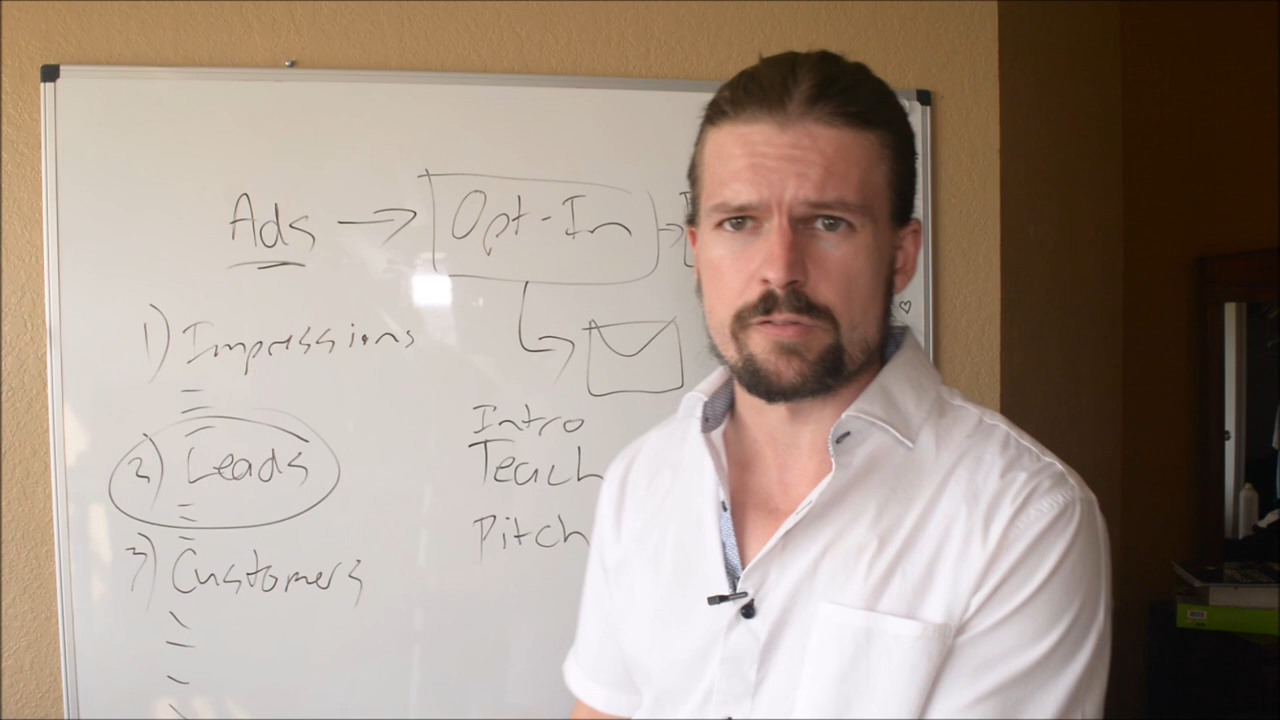 Ads → Opt-In →
1) Impressions
2) Leads
3) Customers
Intro
Teach
Pitch